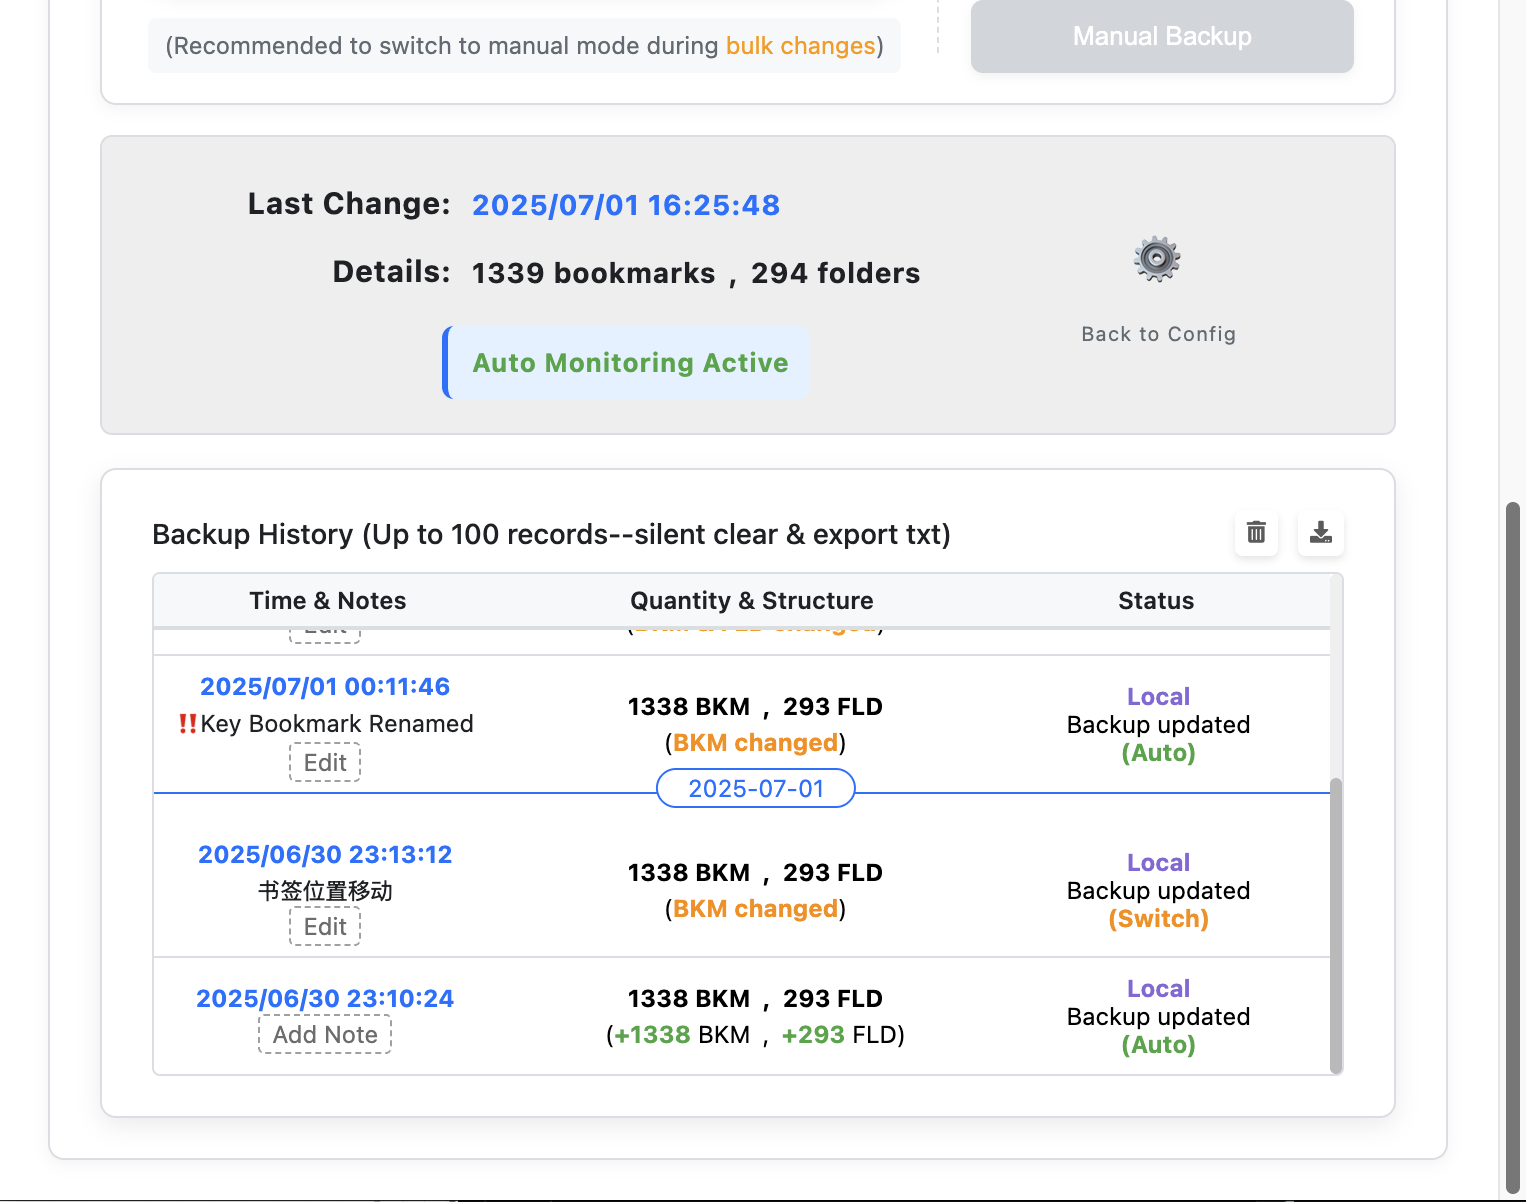 (Recommended to switch to manual mode during bulk changes)
Manual Backup
Last Change: 2025/07/01 16:25:48
Details: 1339 bookmarks , 294 folders
Auto Monitoring Active
Back to Config
Backup History (Up to 100 records--silent clear & export txt)
Time & Notes
Quantity & Structure
Status
2025/07/01 00:11:46
‼️Key Bookmark Renamed
Edit
1338 BKM , 293 FLD
(BKM changed)
Local
Backup updated
(Auto)
2025-07-01
2025/06/30 23:13:12
书签位置移动
Edit
1338 BKM , 293 FLD
(BKM changed)
Local
Backup updated
(Switch)
2025/06/30 23:10:24
Add Note
1338 BKM , 293 FLD
(+1338 BKM , +293 FLD)
Local
Backup updated
(Auto)